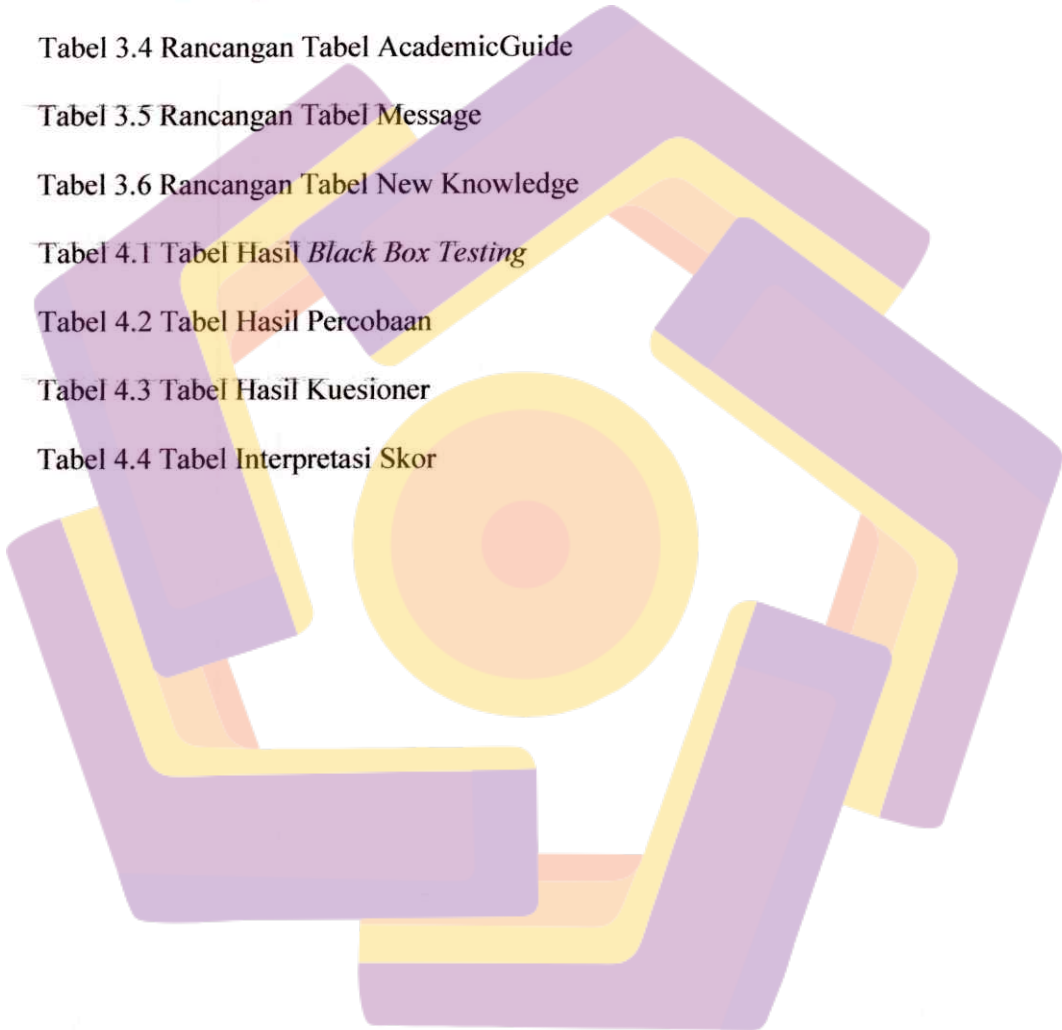 Tabel 3.4 Rancangan Tabel AcademicGuide
Tabel 3.5 Rancangan Tabel Message
Tabel 3.6 Rancangan Tabel New Knowledge
Tabel 4.1 Tabel Hasil Black Box Testing
Tabel 4.2 Tabel Hasil Percobaan
Tabel 4.3 Tabel Hasil Kuesioner
Tabel 4.4 Tabel Interpretasi Skor